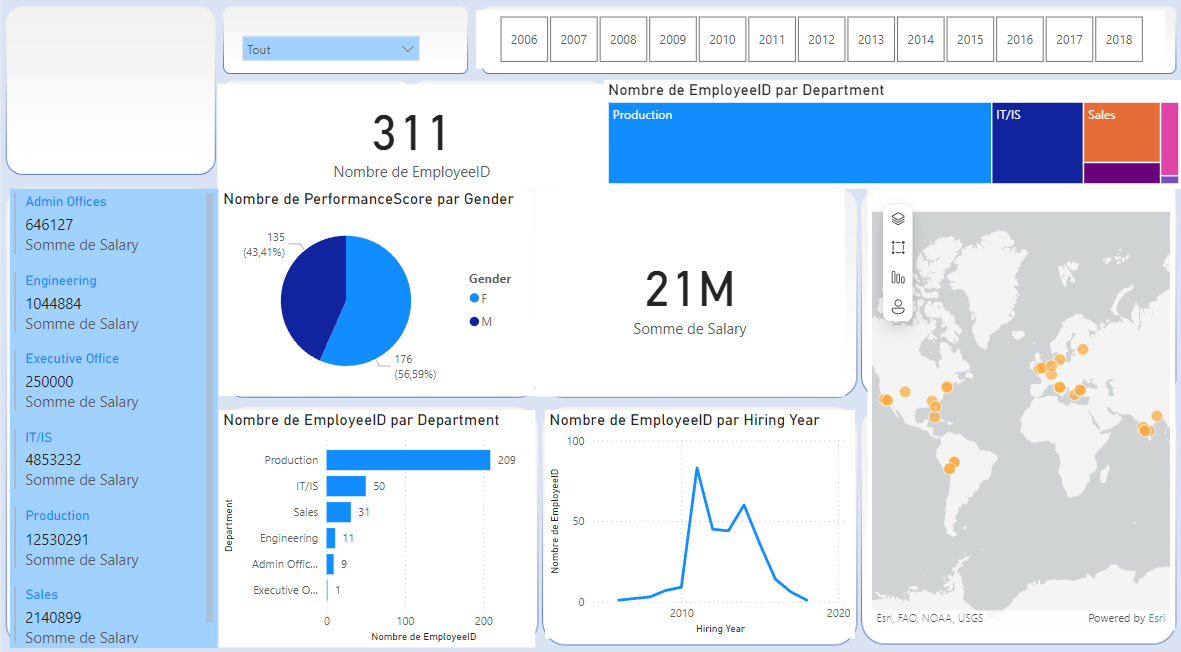 Tout
2006 2007 2008 2009 2010 2011 2012 2013 2014 2015 2016 2017 2018
311
Nombre de EmployeeID
Nombre de EmployeeID par Department
Production
IT/IS
Sales
Admin Offices
646127
Somme de Salary
Engineering
1044884
Somme de Salary
Executive Office
250000
Somme de Salary
IT/IS
4853232
Somme de Salary
Production
12530291
Somme de Salary
Sales
2140899
Somme de Salary
Nombre de PerformanceScore par Gender
135
(43,41%)
176
(56,59%)
Gender
F
M
21M
Somme de Salary
Nombre de EmployeeID par Department
Department
Production 209
IT/IS 50
Sales 31
Engineering 11
Admin Offic... 9
Executive O... 1
0 100 200
Nombre de EmployeeID
Nombre de EmployeeID par Hiring Year
Nombre de EmployeeID
100
50
0
2010 2020
Hiring Year
Esri, FAO, NOAA, USGS
Powered by Esri